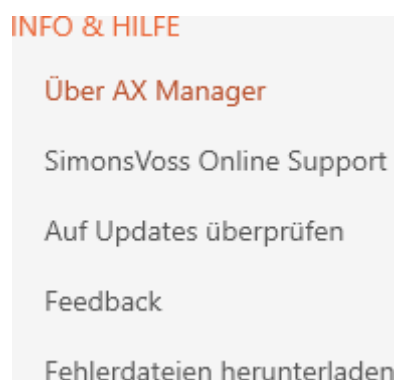 INFO & HILFE
Über AX Manager
SimonsVoss Online Support
Auf Updates überprüfen
Feedback
Fehlerdateien herunterladen